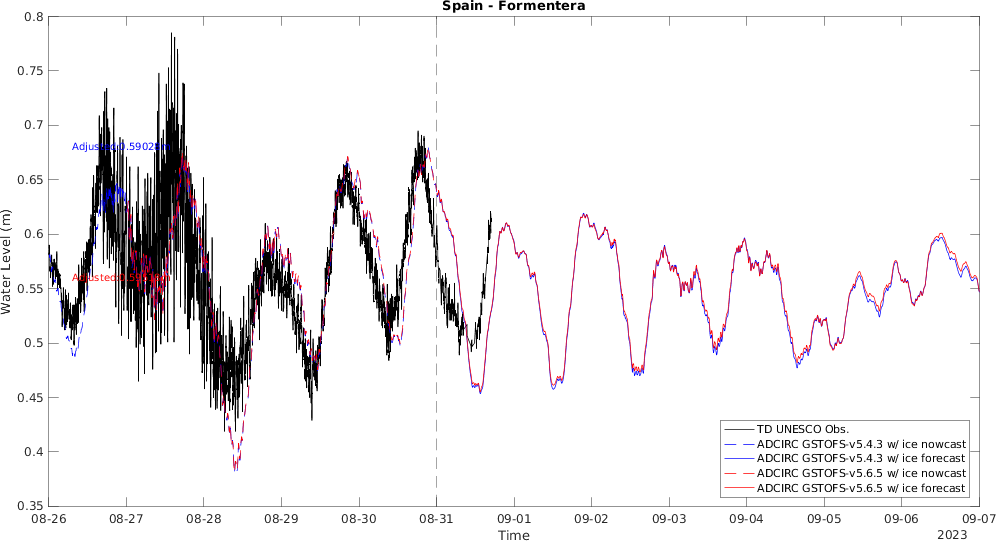 Spain - Formentera
0.8
0.75
0.7
0.65
0.6
0.55
0.5
0.45
0.4
0.35
Water Level (m)
Adjusted:0.59028m
TD UNESCO Obs.
ADCIRC GSTOFS-v5.4.3 w/ ice nowcast
ADCIRC GSTOFS-v5.4.3 w/ ice forecast
ADCIRC GSTOFS-v5.6.5 w/ ice nowcast
ADCIRC GSTOFS-v5.6.5 w/ ice forecast
08-26 08-27 08-28 08-29 08-30 08-31 09-01 09-02 09-03 09-04 09-05 09-06 09-07
Time
2023